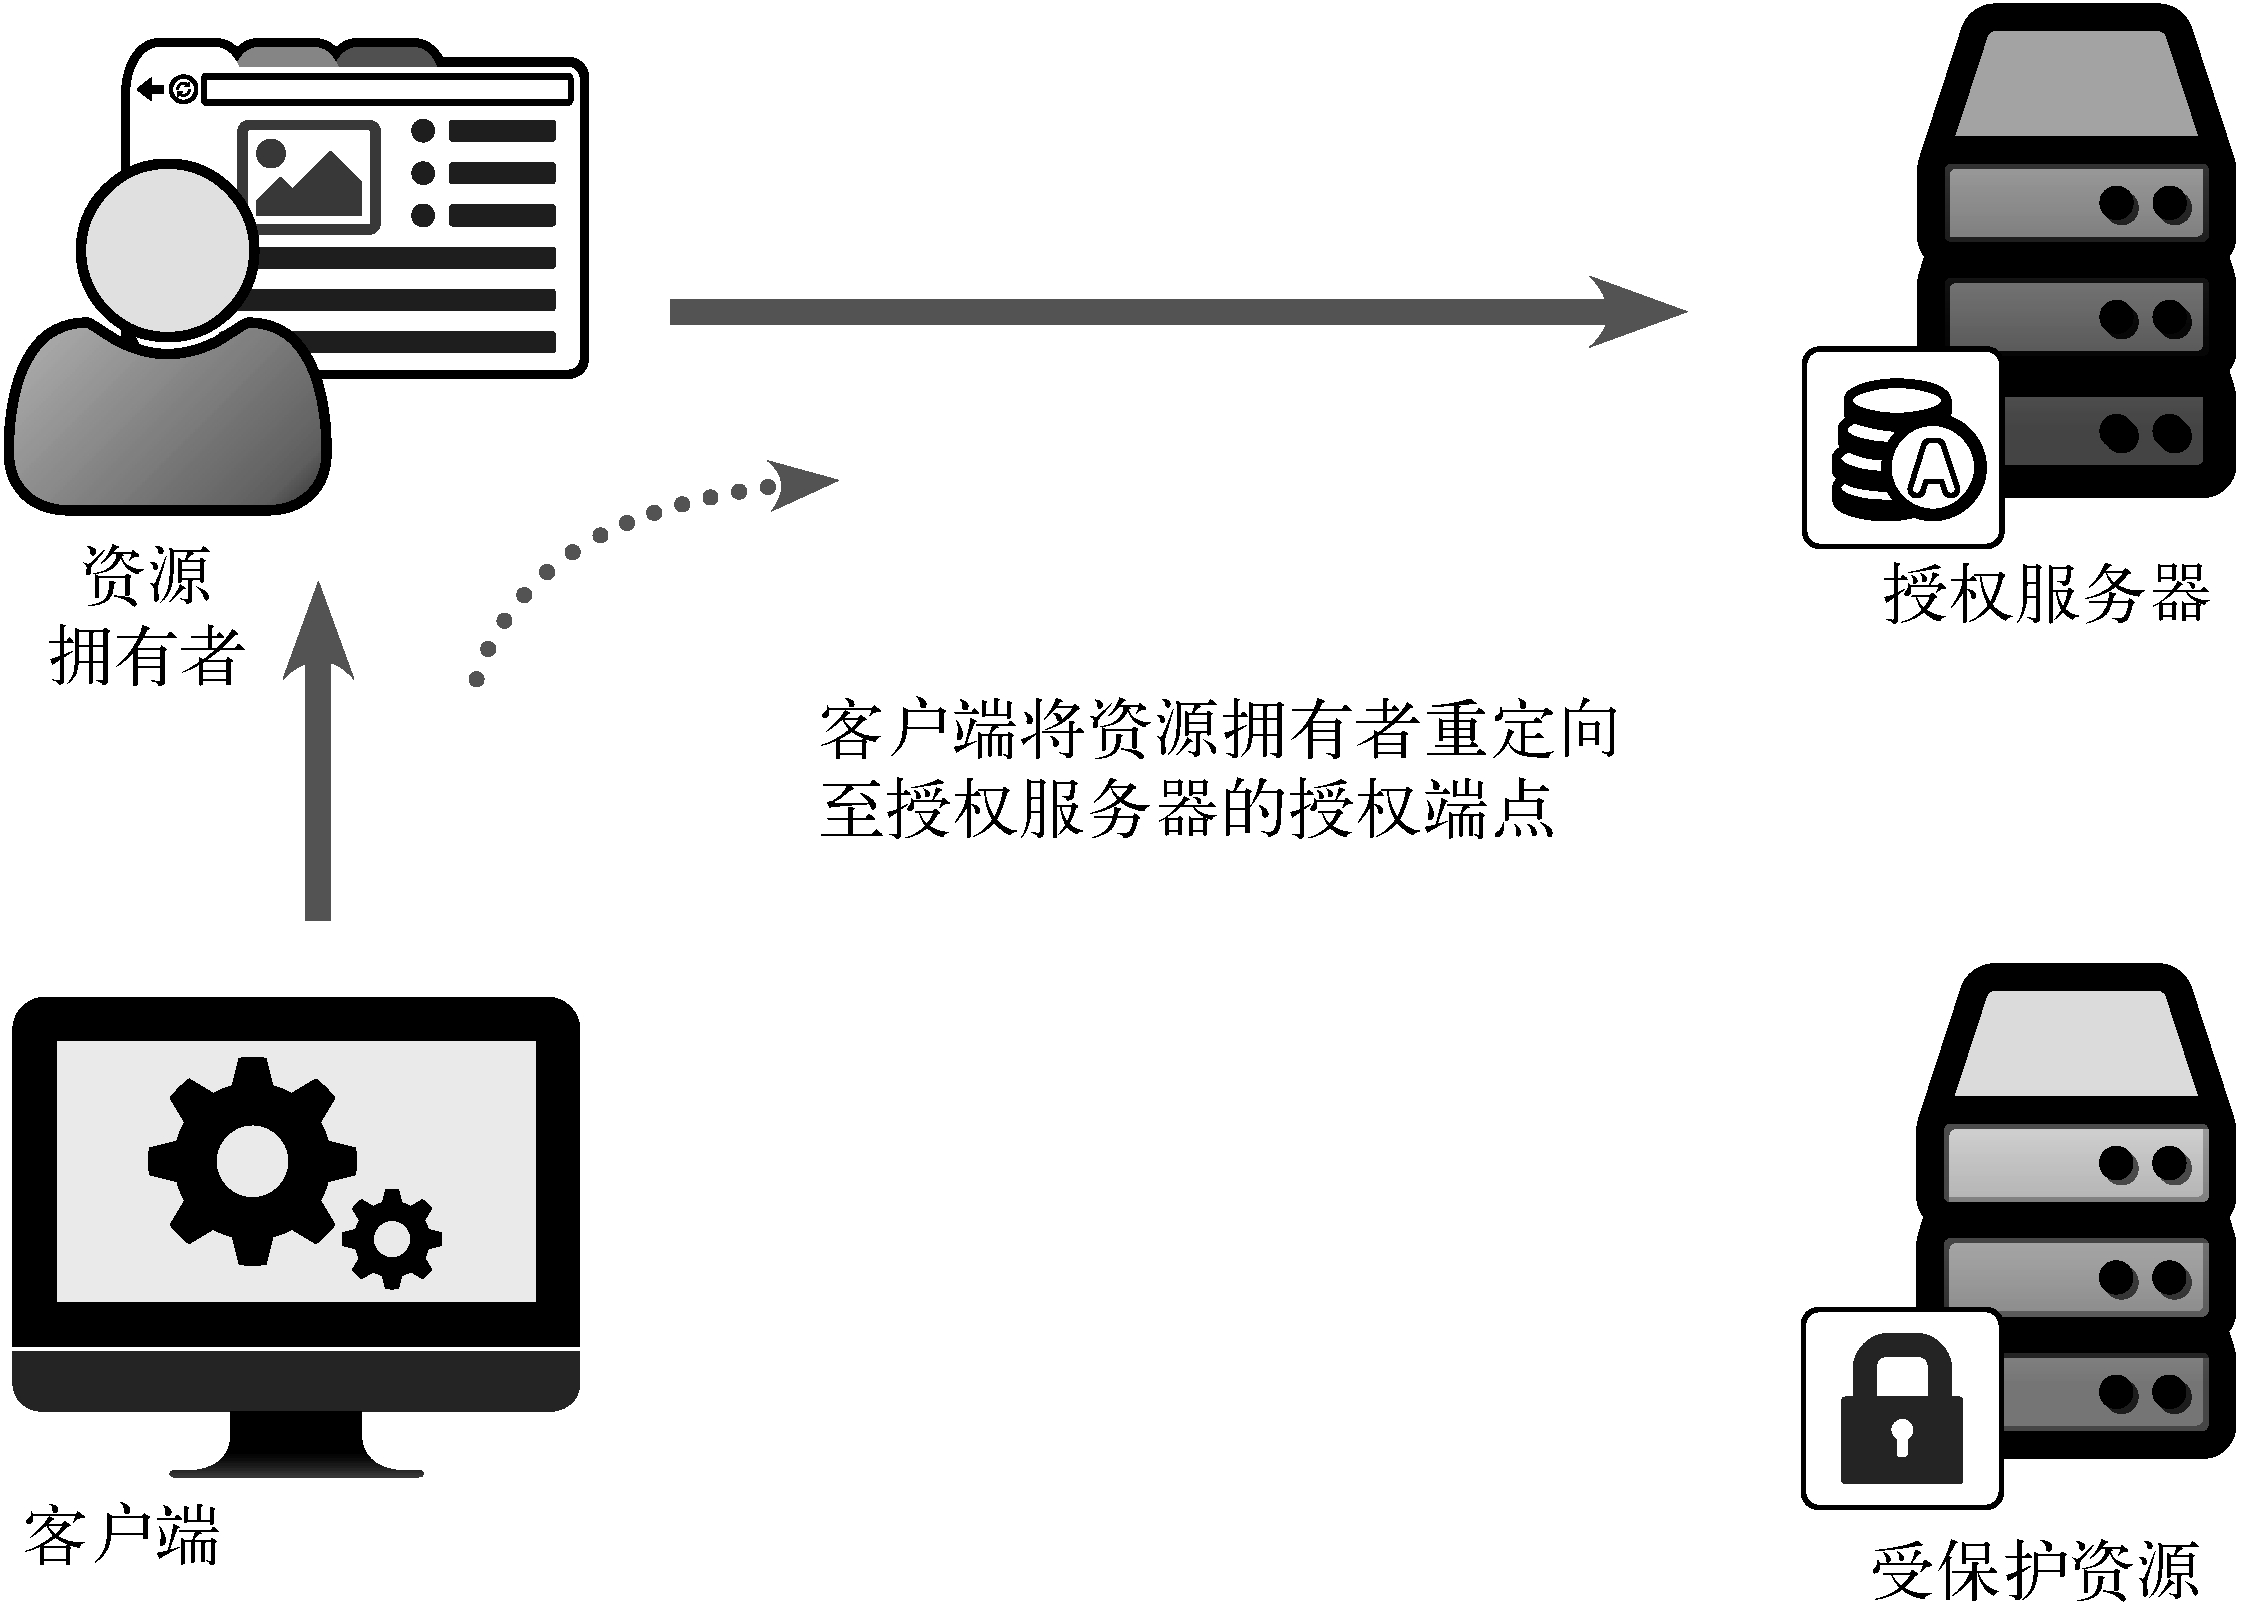 资源
拥有者
授权服务器
客户端将资源拥有者重定向
至授权服务器的授权端点
客户端
受保护资源
A